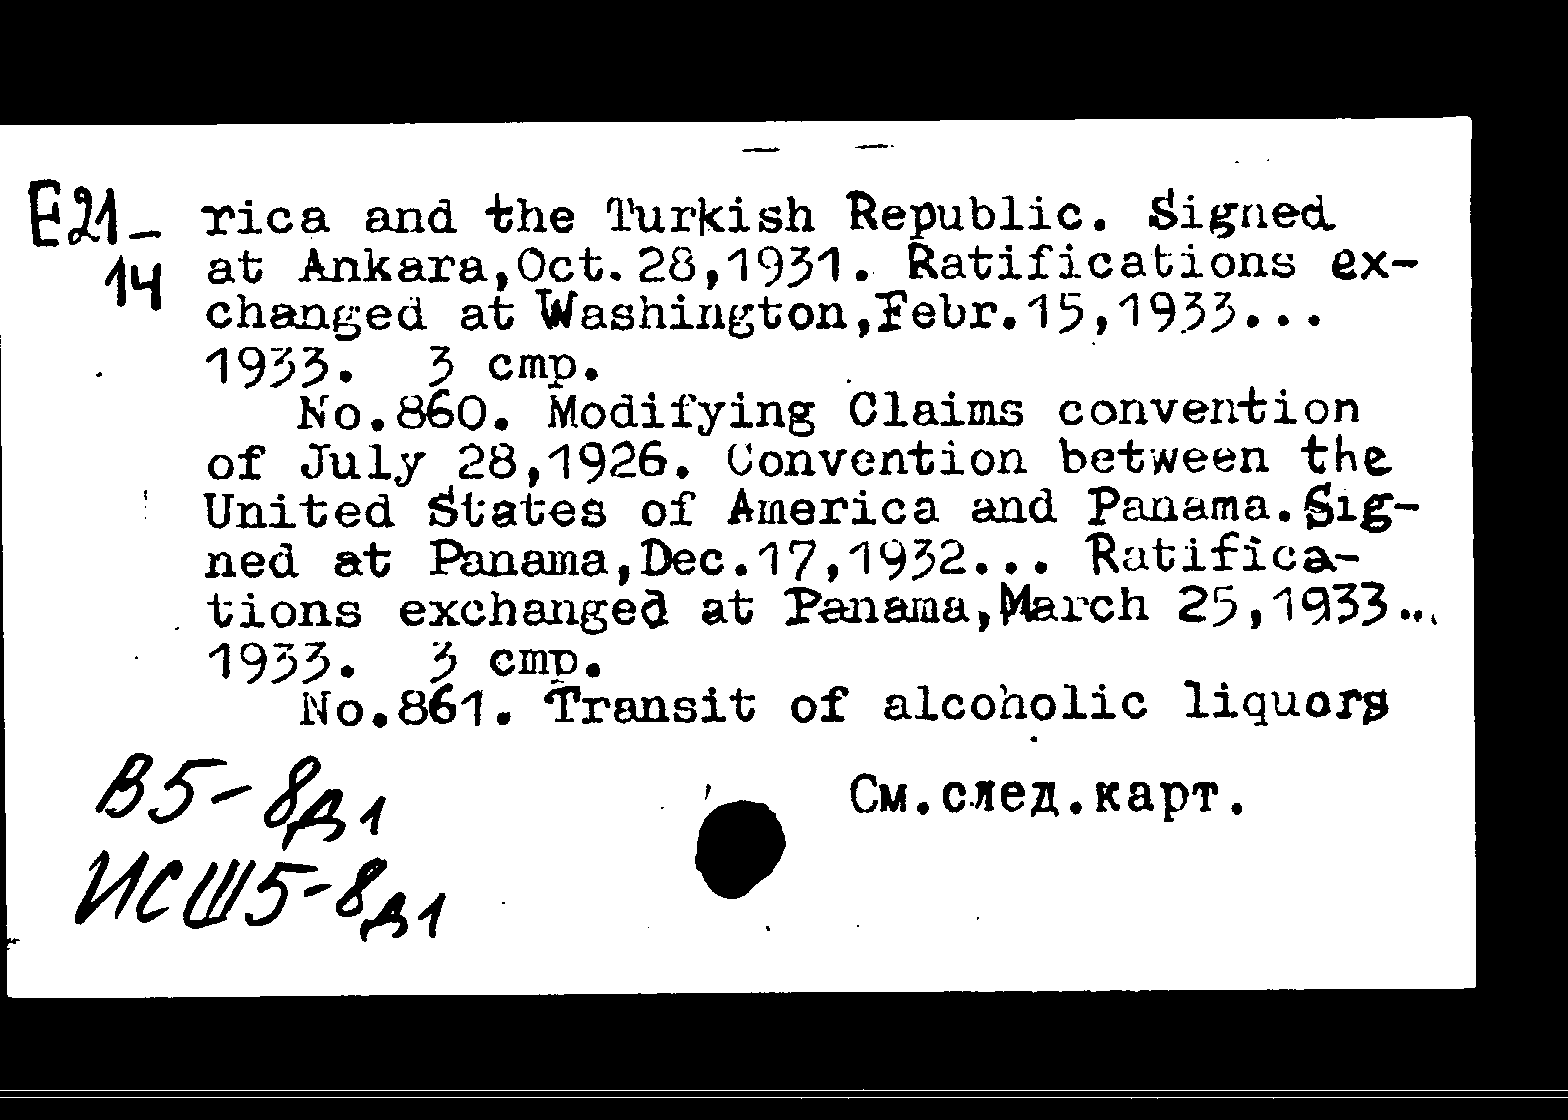 E21-
14
rica and the Turkish Republic. Signed
at Ankara,Oct.28,1931. Ratifications ex-
changed at Washington,Febr.15,1933...
1933. 3 стр.
No.860. Modifying Claims convention
of July 28,1926. Convention between the
United States of America and Panama.Sig-
ned at Panama,Dec.17,1932... Ratifica-
tions exchanged at Panama,March 25,1933...
1933. 3 стр.
No.861. Transit of alcoholic liquors
См.след.карт.
В5-8д1
ИСШ5-8д1